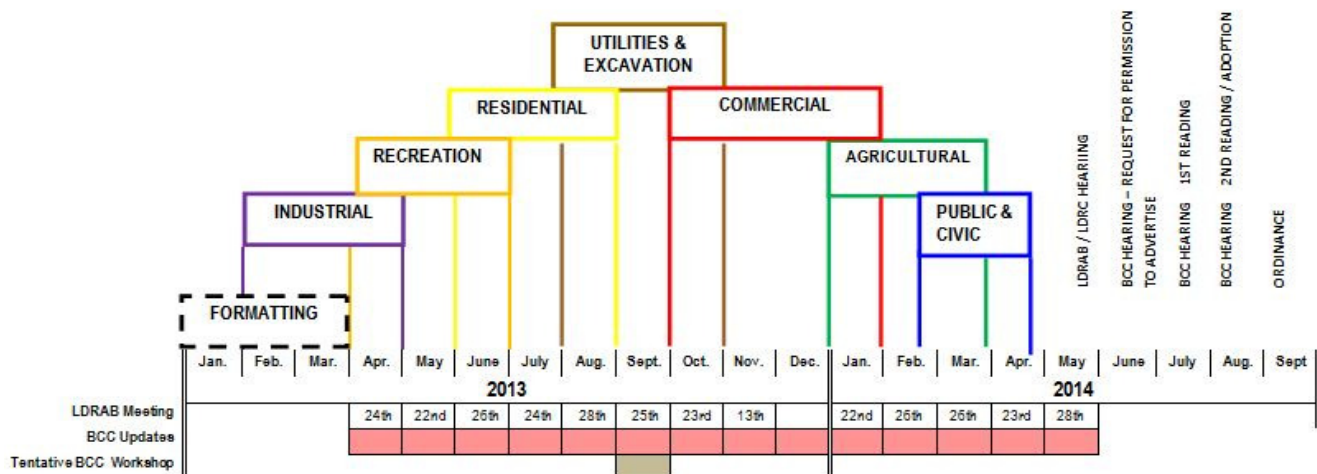 UTILITIES &
EXCAVATION
RESIDENTIAL
COMMERCIAL
RECREATION
AGRICULTURAL
INDUSTRIAL
PUBLIC &
CIVIC
FORMATTING
LDRAB / LDRC HEARIING
BCC HEARING – REQUEST FOR PERMISSION
TO ADVERTISE
BCC HEARING 1ST READING
BCC HEARING 2ND READING / ADOPTION
ORDINANCE
Jan. Feb. Mar. Apr. May June July Aug. Sept. Oct. Nov. Dec. Jan. Feb. Mar. Apr. May June July Aug. Sept
2013 2014
LDRAB Meeting 24th 22nd 26th 24th 28th 25th 23rd 13th 22nd 26th 26th 23rd 28th
BCC Updates
Tentative BCC Workshop